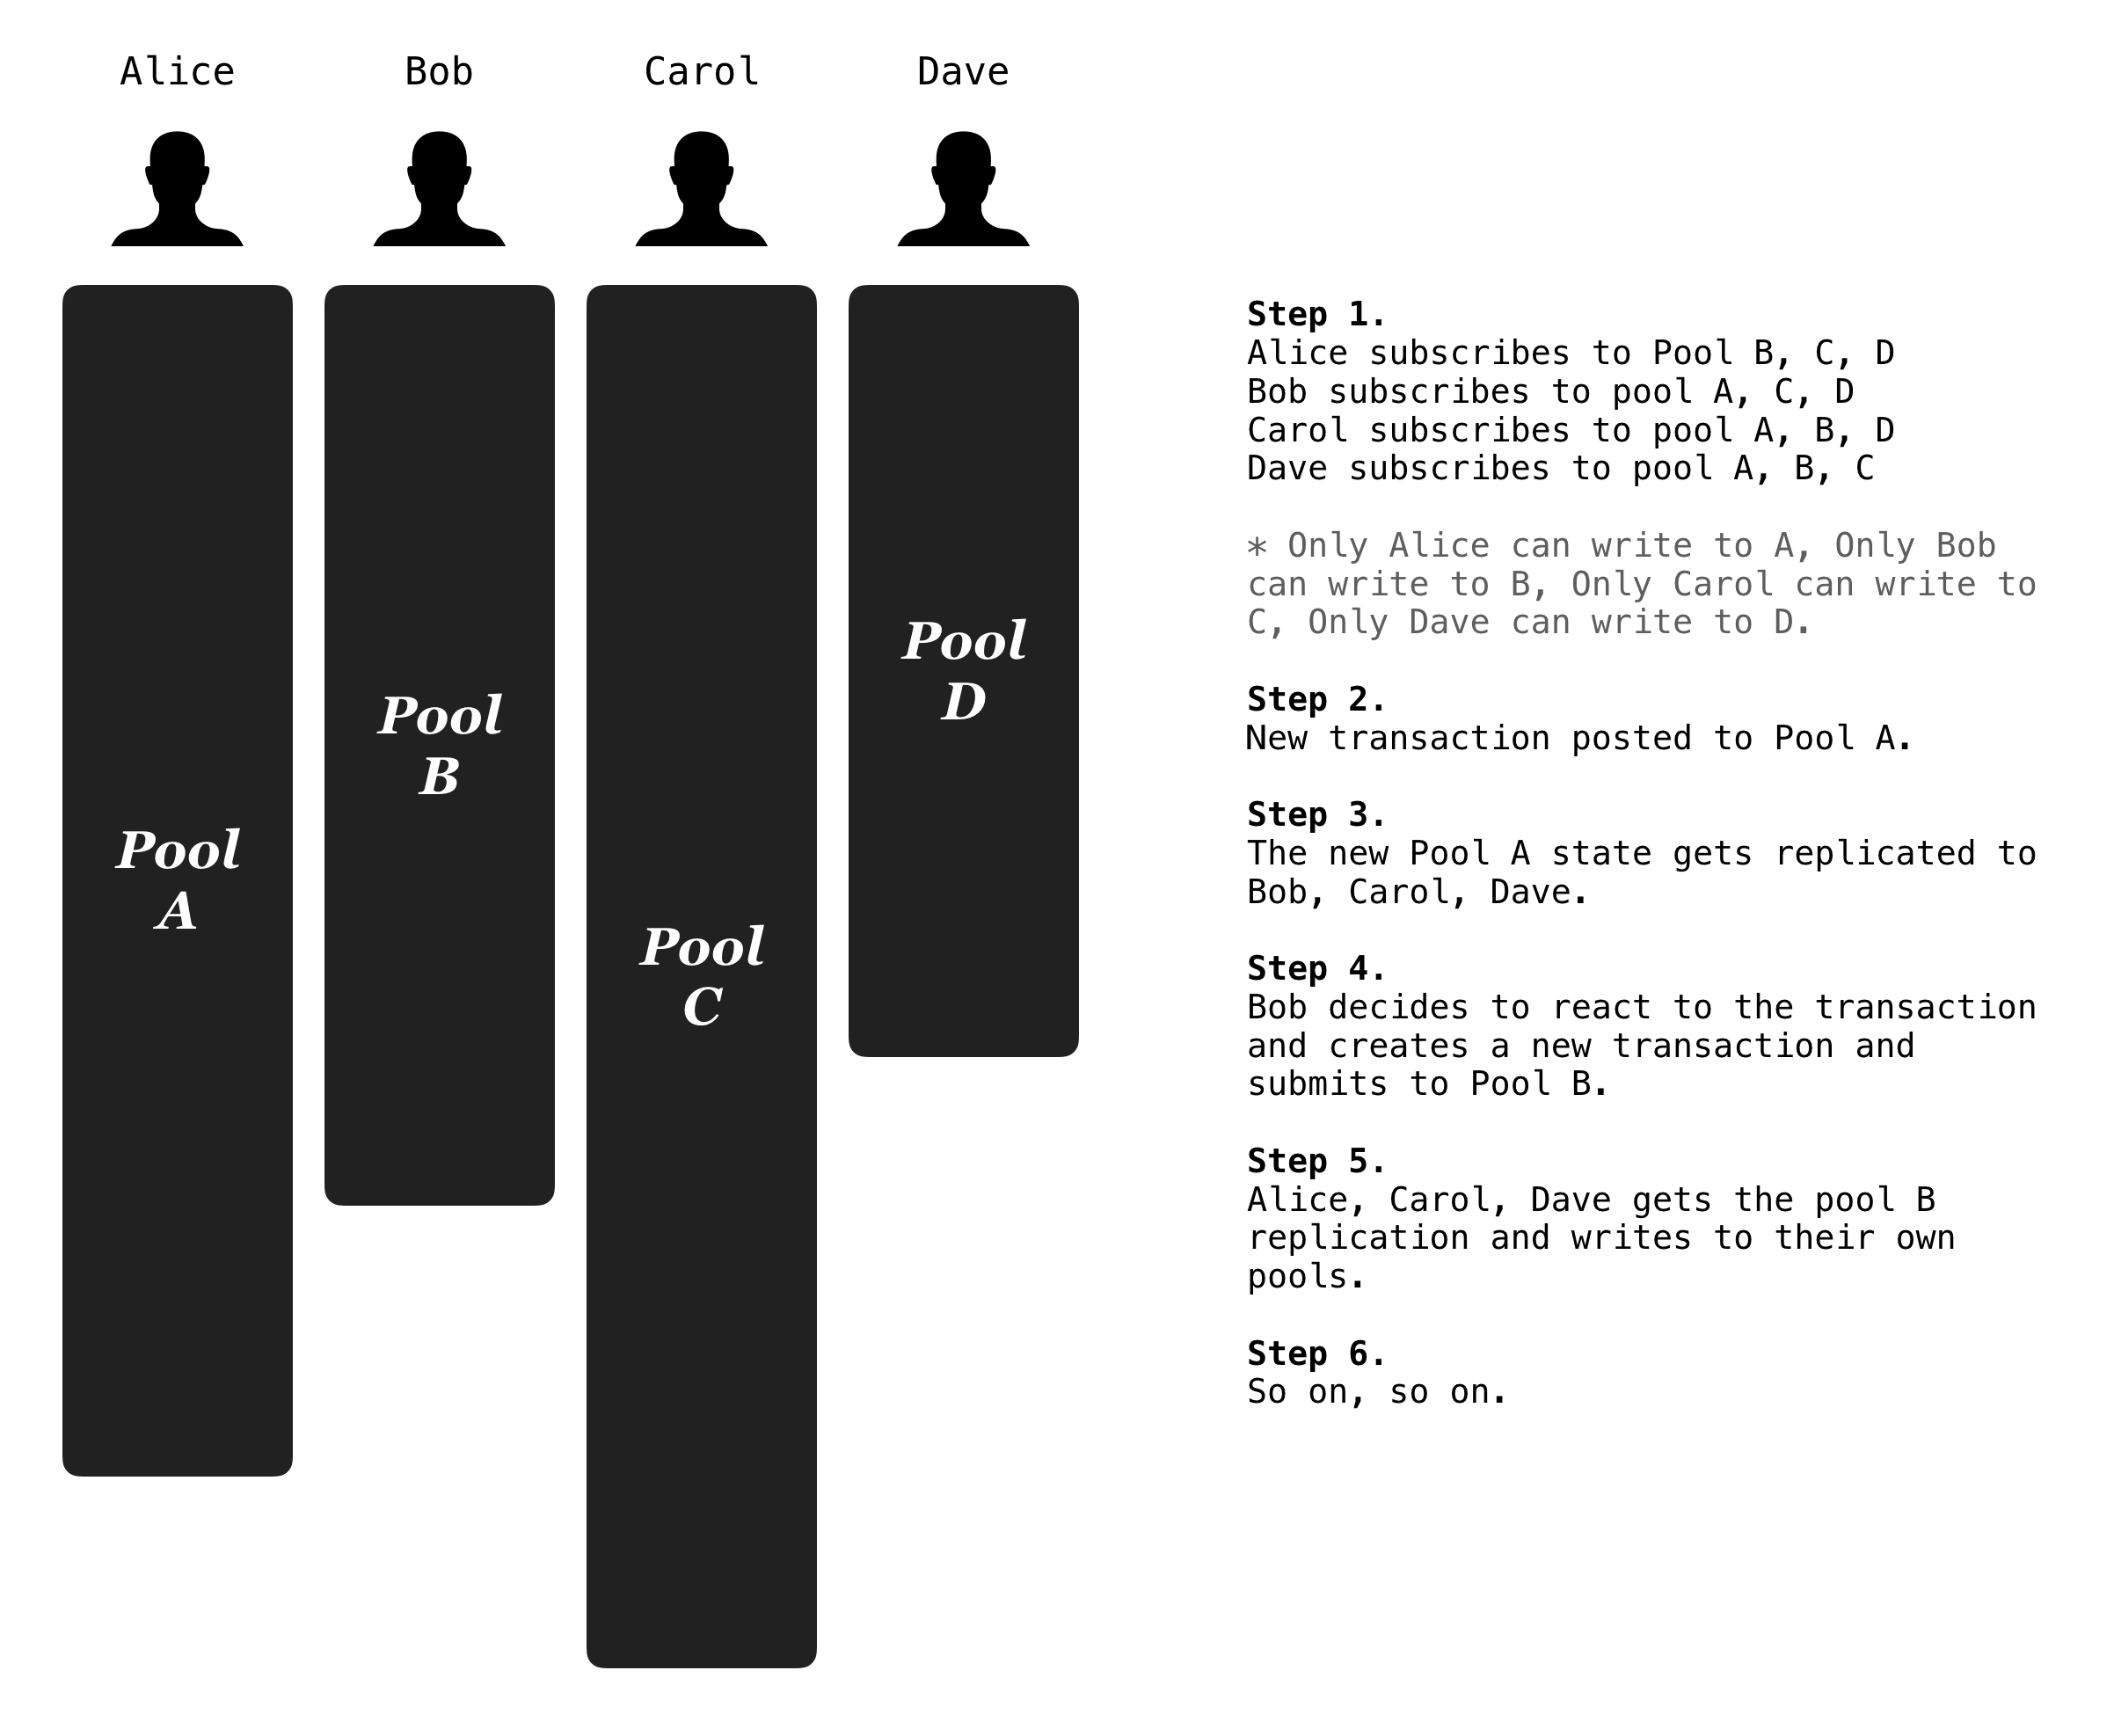 Alice
Bob
Carol
Dave
Pool
A
Pool
B
Pool
C
Pool
D
Step 1.
Alice subscribes to Pool B, C, D
Bob subscribes to pool A, C, D
Carol subscribes to pool A, B, D
Dave subscribes to pool A, B, C
* Only Alice can write to A, Only Bob
can write to B, Only Carol can write to
C, Only Dave can write to D.
Step 2.
New transaction posted to Pool A.
Step 3.
The new Pool A state gets replicated to
Bob, Carol, Dave.
Step 4.
Bob decides to react to the transaction
and creates a new transaction and
submits to Pool B.
Step 5.
Alice, Carol, Dave gets the pool B
replication and writes to their own
pools.
Step 6.
So on, so on.